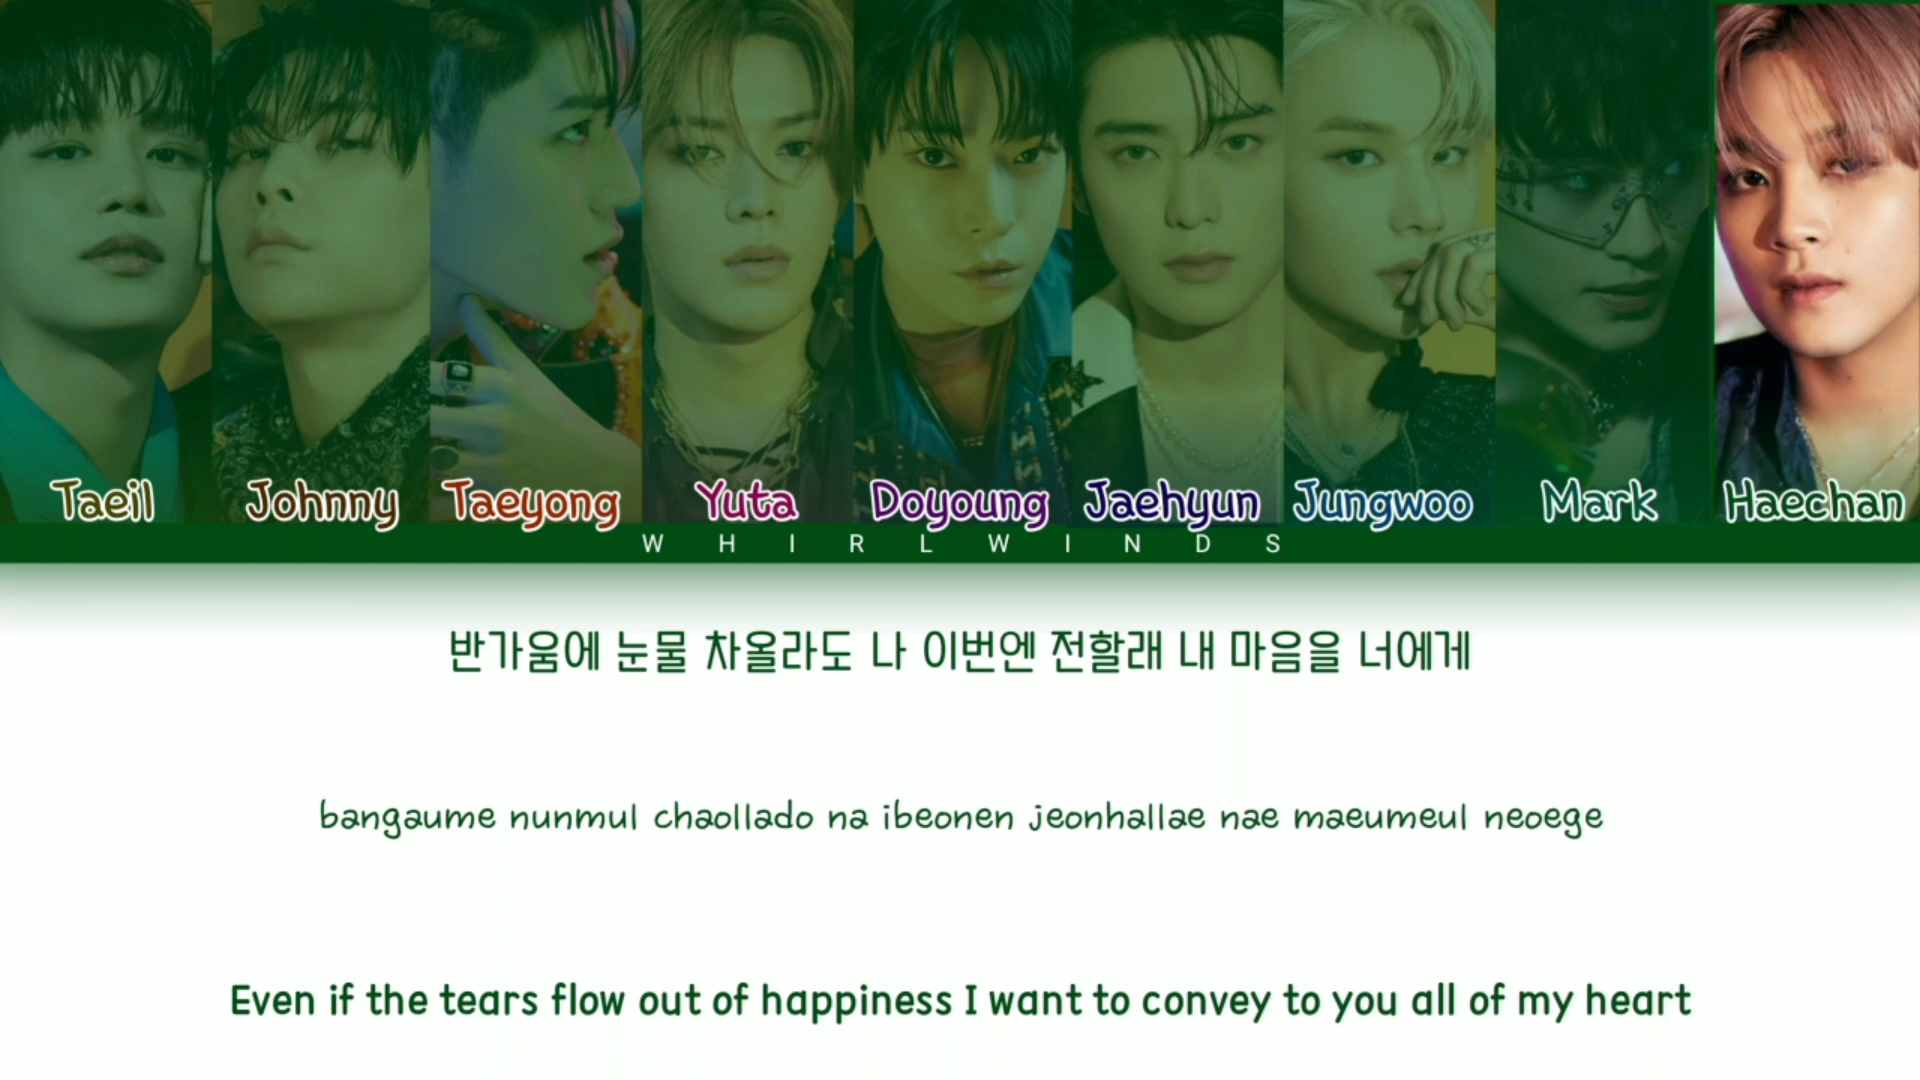 Taeil Johnny Taeyong Yuta Doyoung Jaehyun Jungwoo Mark Haechan
WHIRLWINDS
반가움에 눈물 차올라도 나 이번엔 전할래 내 마음을 너에게
bangaume nunmul chaollado na ibeonen jeonhallae nae maeumeul neoege
Even if the tears flow out of happiness I want to convey to you all of my heart